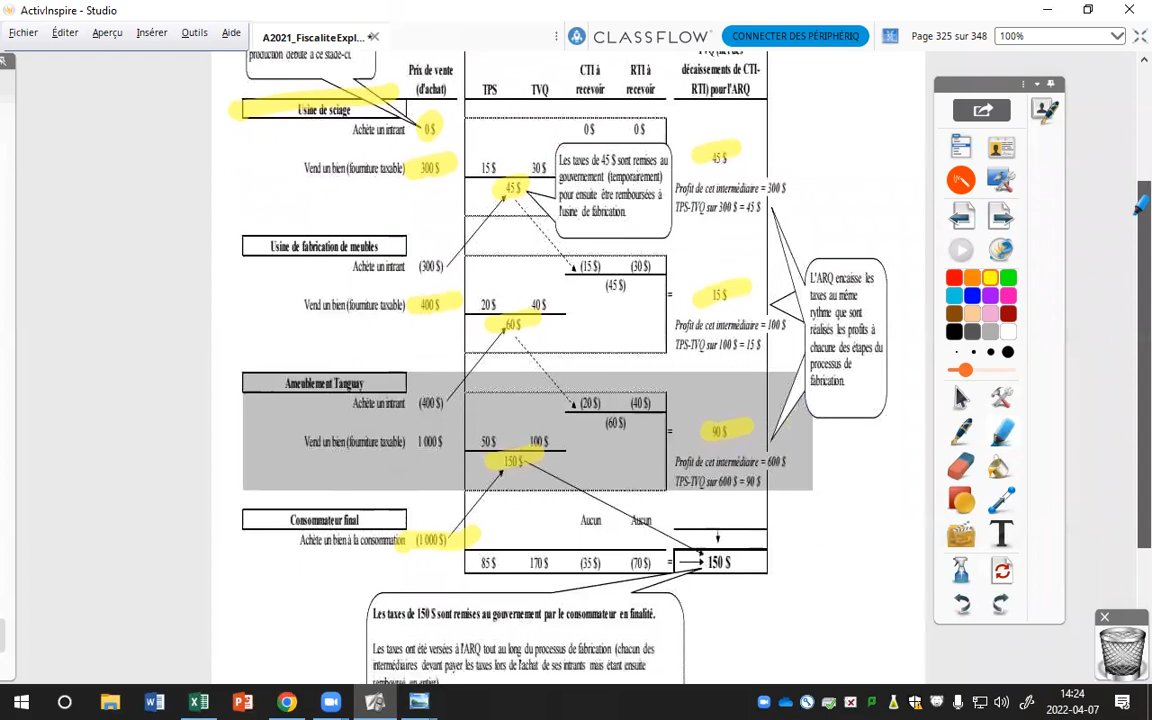 ActivInspire - Studio
Fichier Éditer Aperçu Insérer Outils Aide
A2021_FiscaliteExpl...
CLASSFLOW
CONNECTER DES PÉRIPHÉRIQ
Page 325 sur 348
100%
production débute à ce stade-ci.
Prix de vente
(d'achat)
TPS TVQ
CTI à
recevoir
RTI à
recevoir
décaissements de CTI-
RTI) pour l'ARQ
Usine de sciage
Achète un intrant 0 $ 0 $ 0 $
Vend un bien (fourniture taxable) 300 $ 15 $ 30 $
45 $
45 $
Les taxes de 45 $ sont remises au
gouvernement (temporairement)
pour ensuite être remboursées à
l'usine de fabrication.
Profit de cet intermédiaire = 300 $
TPS-TVQ sur 300 $ = 45 $
Usine de fabrication de meubles
Achète un intrant (300 $) (15 $) (30 $)
(45 $)
Vend un bien (fourniture taxable) 400 $ 20 $ 40 $
60 $
= 15 $
Profit de cet intermédiaire = 100 $
TPS-TVQ sur 100 $ = 15 $
L'ARQ encaisse les
taxes au même
rythme que sont
réalisés les profits à
chacune des étapes du
processus de
fabrication.
Ameublement Tanguay
Achète un intrant (400 $) (20 $) (40 $)
(60 $)
Vend un bien (fourniture taxable) 1 000 $ 50 $ 100 $
150 $
= 90 $
Profit de cet intermédiaire = 600 $
TPS-TVQ sur 600 $ = 90 $
Consommateur final
Achète un bien à la consommation (1 000 $) Aucun Aucun
85 $ 170 $ (35 $) (70 $) = 150 $
Les taxes de 150 $ sont remises au gouvernement par le consommateur en finalité.
Les taxes ont été versées à l'ARQ tout au long du processus de fabrication (chacun des
intermédiaires devant payer les taxes lors de l'achat de ses intrants mais étant ensuite
remboursé en entier).
14:24
2022-04-07